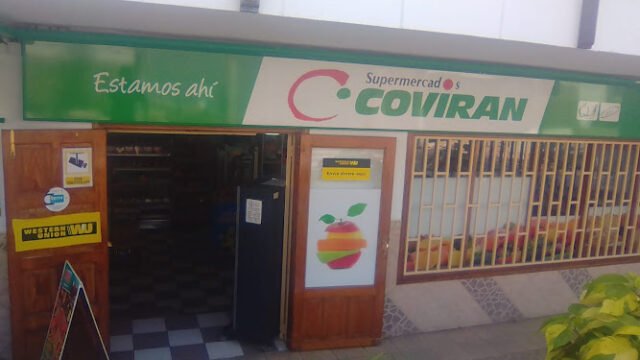 Estamos ahí
Supermercados
COVIRAN
WESTERN
UNION WU